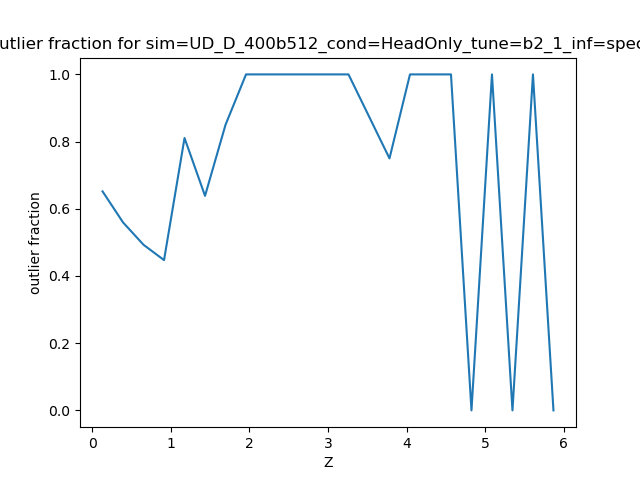 utlier fraction for sim=UD_D_400b512_cond=HeadOnly_tune=b2_1_inf=spec
1.0
0.8
0.6
0.4
0.2
0.0
outlier fraction
0 1 2 3 4 5 6
Z